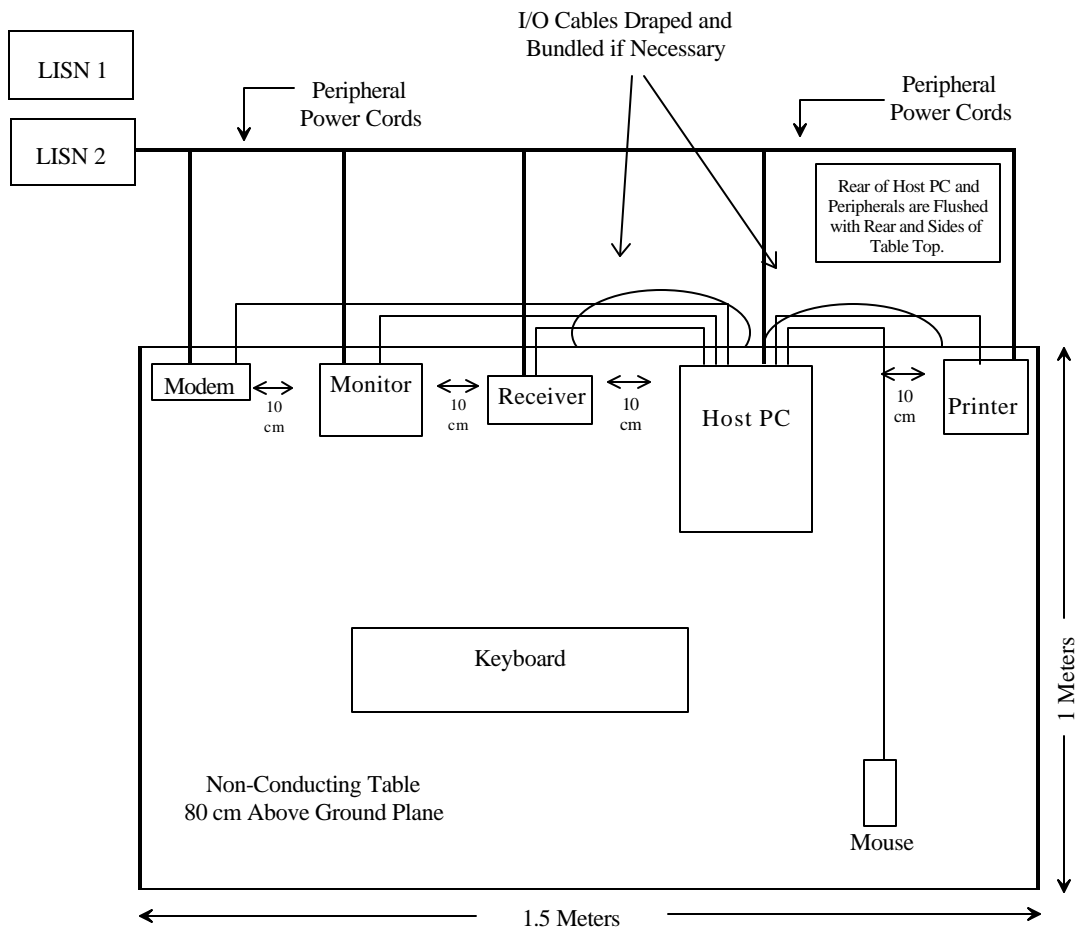 I/O Cables Draped and
Bundled if Necessary
LISN 1
Peripheral
Power Cords
Peripheral
Power Cords
LISN 2
Rear of Host PC and
Peripherals are Flushed
with Rear and Sides of
Table Top.
Modem
10
cm
Monitor
10
cm
Receiver
10
cm
Host PC
10
cm
Printer
Keyboard
1 Meters
Non-Conducting Table
80 cm Above Ground Plane
Mouse
1.5 Meters